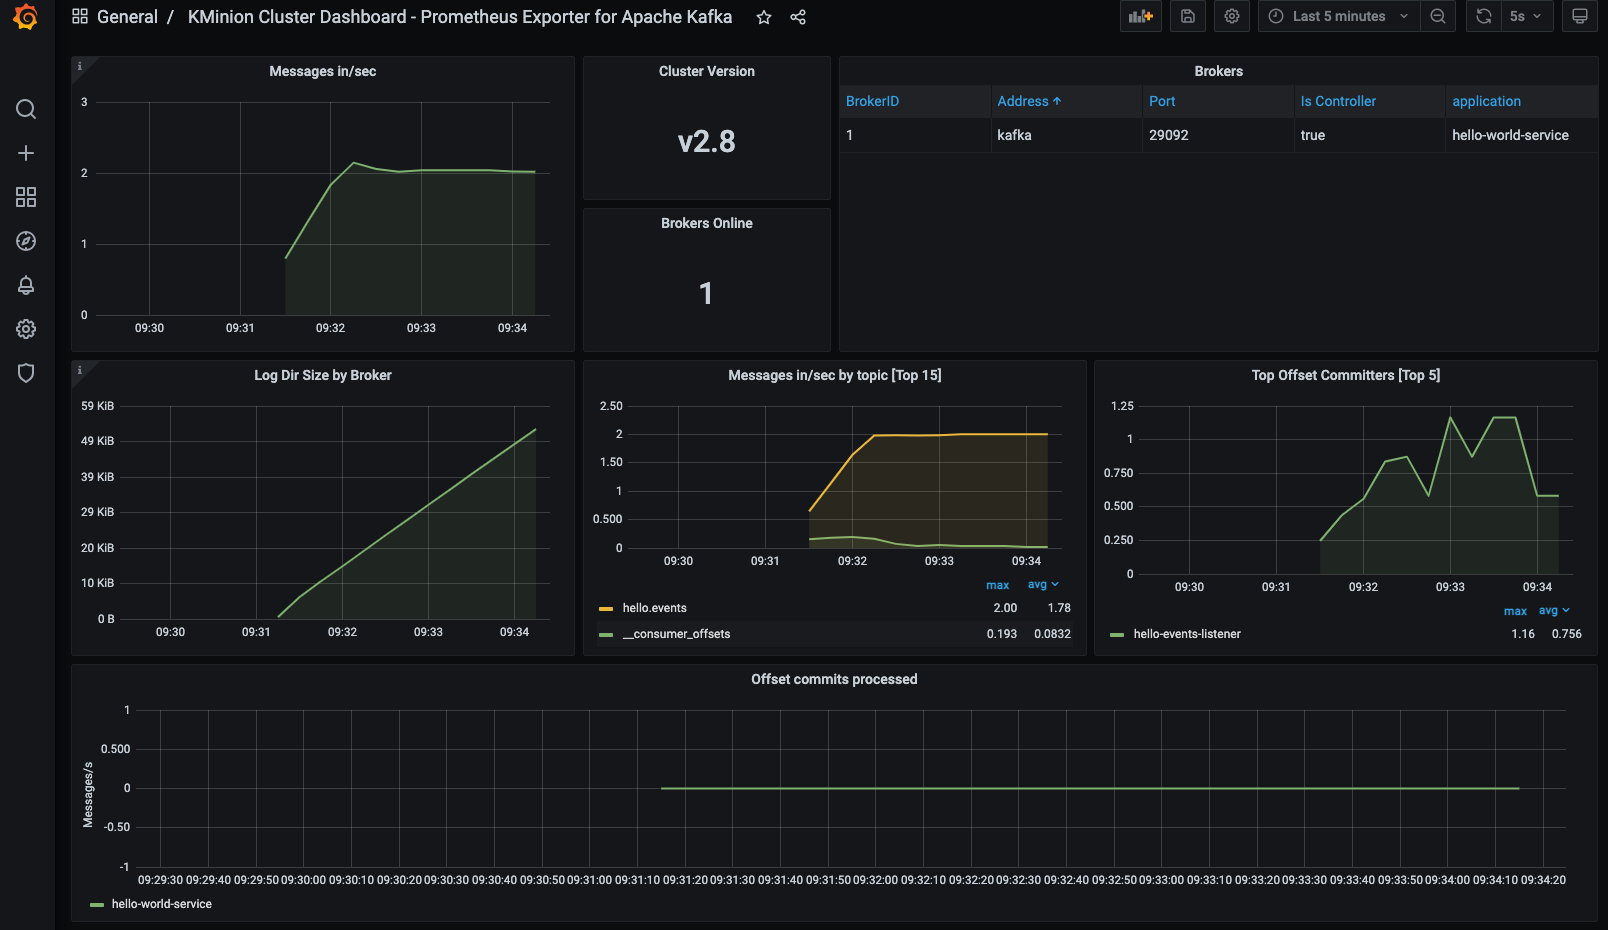 General / KMinion Cluster Dashboard - Prometheus Exporter for Apache Kafka
Last 5 minutes
5s
i
Messages in/sec
3
2
1
0
09:30 09:31 09:32 09:33 09:34
Cluster Version
v2.8
Brokers Online
1
Brokers
BrokerID Address Port Is Controller application
1 kafka 29092 true hello-world-service
i
Log Dir Size by Broker
59 KiB
49 KiB
39 KiB
29 KiB
20 KiB
10 KiB
0 B
09:30 09:31 09:32 09:33 09:34
Messages in/sec by topic [Top 15]
2.50
2
1.50
1
0.500
0
09:30 09:31 09:32 09:33 09:34
max avg
hello.events 2.00 1.78
__consumer_offsets 0.193 0.0832
Top Offset Committers [Top 5]
1.25
1
0.750
0.500
0.250
0
09:30 09:31 09:32 09:33 09:34
max avg
hello-events-listener 1.16 0.756
Offset commits processed
Messages/s
1
0.500
0
-0.50
-1
09:29:30 09:29:40 09:29:50 09:30:00 09:30:10 09:30:20 09:30:30 09:30:40 09:30:50 09:31:00 09:31:10 09:31:20 09:31:30 09:31:40 09:31:50 09:32:00 09:32:10 09:32:20 09:32:30 09:32:40 09:32:50 09:33:00 09:33:10 09:33:20 09:33:30 09:33:40 09:33:50 09:34:00 09:34:10 09:34:20
hello-world-service